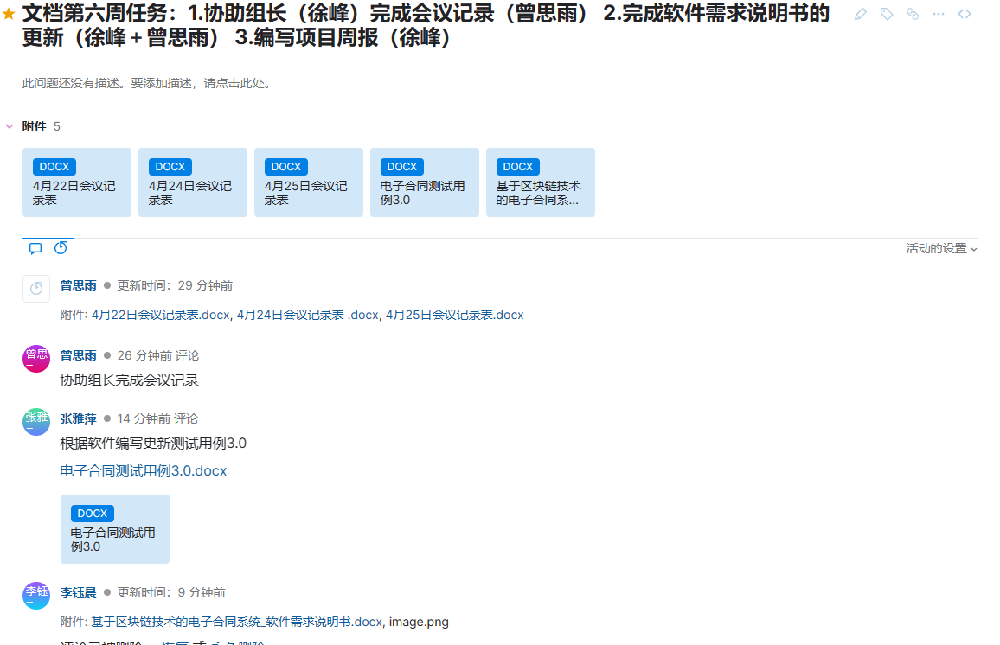 文档第六周任务：1.协助组长（徐峰）完成会议记录（曾思雨） 2.完成软件需求说明书的
更新（徐峰＋曾思雨） 3.编写项目周报（徐峰）
此问题还没有描述。要添加描述，请点击此处。
附件 5
DOCX
4月22日会议记
录表
DOCX
4月24日会议记
录表
DOCX
4月25日会议记
录表
DOCX
电子合同测试用
例3.0
DOCX
基于区块链技术
的电子合同系...
活动的设置
曾思雨 ● 更新时间：29 分钟前
附件: 4月22日会议记录表.docx, 4月24日会议记录表 .docx, 4月25日会议记录表.docx
曾思
曾思雨 ● 26 分钟前 评论
协助组长完成会议记录
张雅
张雅萍 ● 14 分钟前 评论
根据软件编写更新测试用例3.0
电子合同测试用例3.0.docx
DOCX
电子合同测试用
例3.0
李钰
李钰晨 ● 更新时间：9 分钟前
附件: 基于区块链技术的电子合同系统_软件需求说明书.docx, image.png
评论已被删除。 恢复 或 永久删除